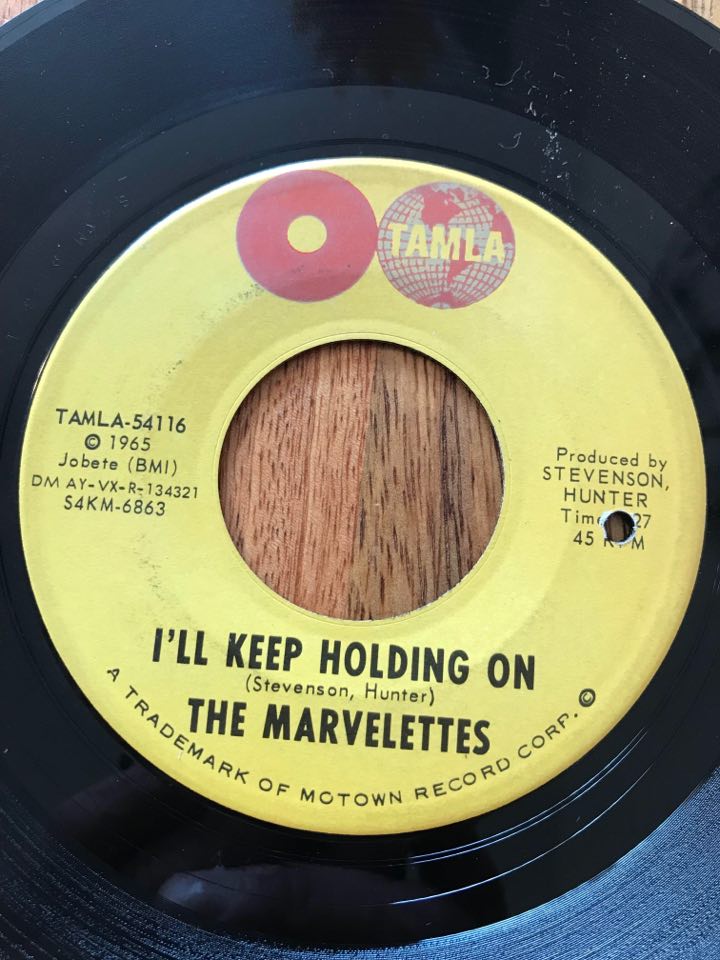 TAMLA
TAMLA-54116
© 1965
Jobete (BMI)
DM AY-VX-R-134321
S4KM-6863
Produced by
STEVENSON,
HUNTER
45
I'LL KEEP HOLDING ON
(Stevenson, Hunter)
THE MARVELETTES
A TRADEMARK OF MOTOWN RECORD CORP. ©